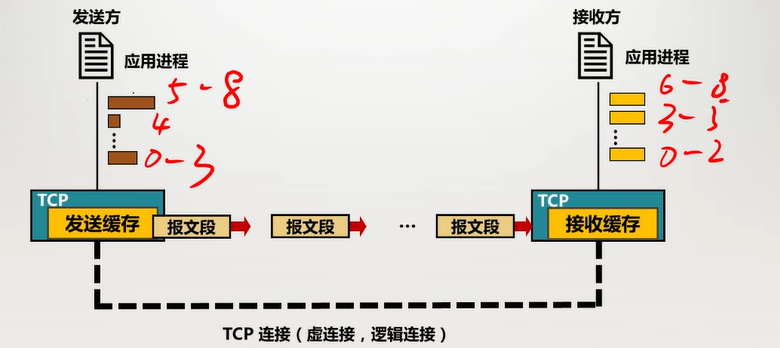 发送方
接收方
应用进程
应用进程
5-8
4
0-3
6-8
3-5
0-2
TCP
发送缓存
报文段
报文段
...
报文段
TCP
接收缓存
TCP 连接（虚连接，逻辑连接）